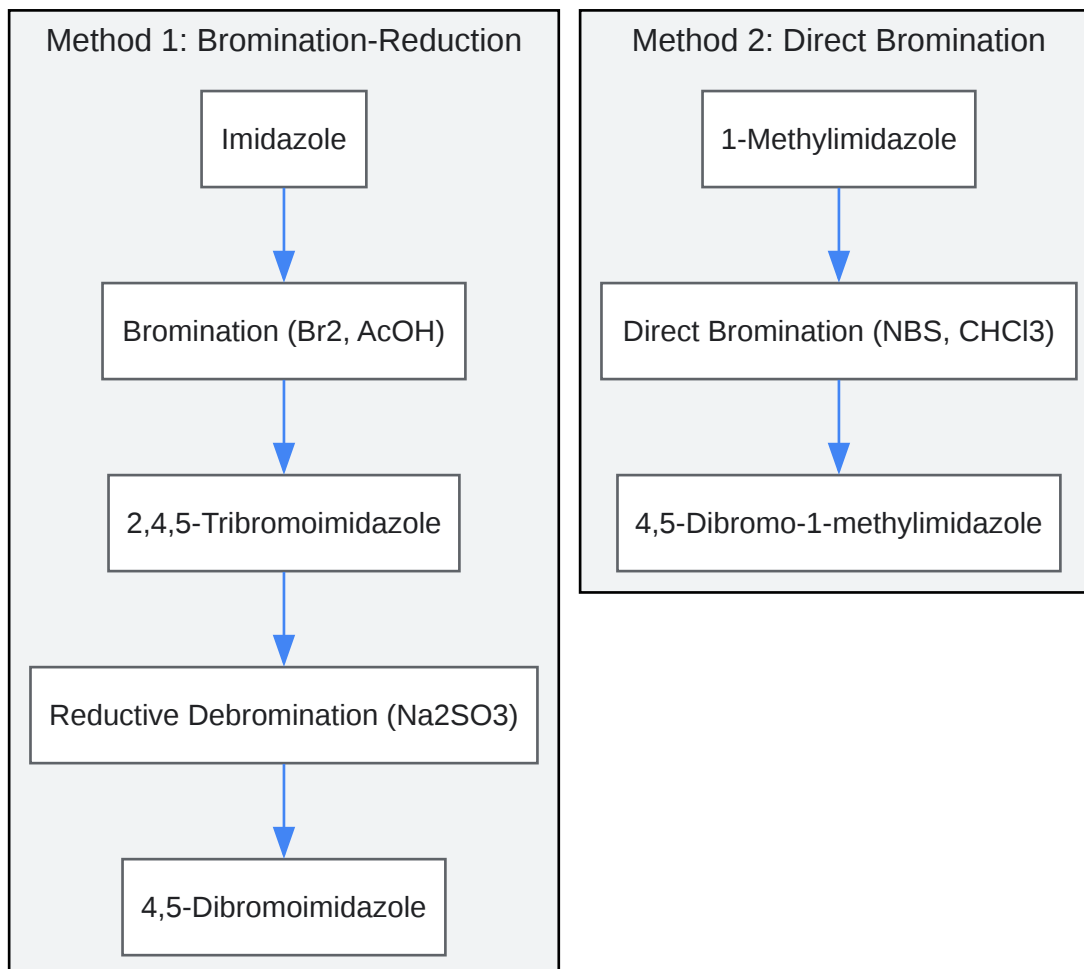 Method 1: Bromination-Reduction
Imidazole
Bromination (Br2, AcOH)
2,4,5-Tribromoimidazole
Reductive Debromination (Na2SO3)
4,5-Dibromoimidazole
Method 2: Direct Bromination
1-Methylimidazole
Direct Bromination (NBS, CHCl3)
4,5-Dibromo-1-methylimidazole